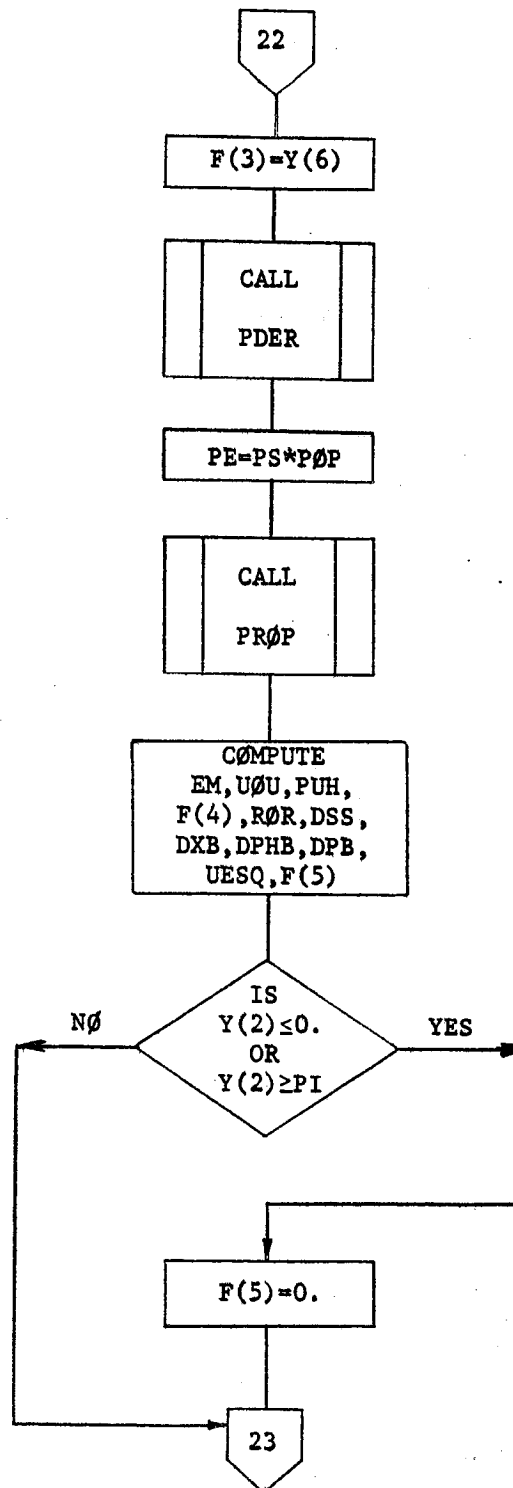 22
F(3)=Y(6)
CALL
PDER
PE=PS*PØP
CALL
PRØP
CØMPUTE
EM,UØU,PUH,
F(4),RØR,DSS,
DXB,DPHB,DPB,
UESQ,F(5)
IS
NØ
Y(2)≤0.
YES
OR
Y(2)≥PI
F(5)=0.
23